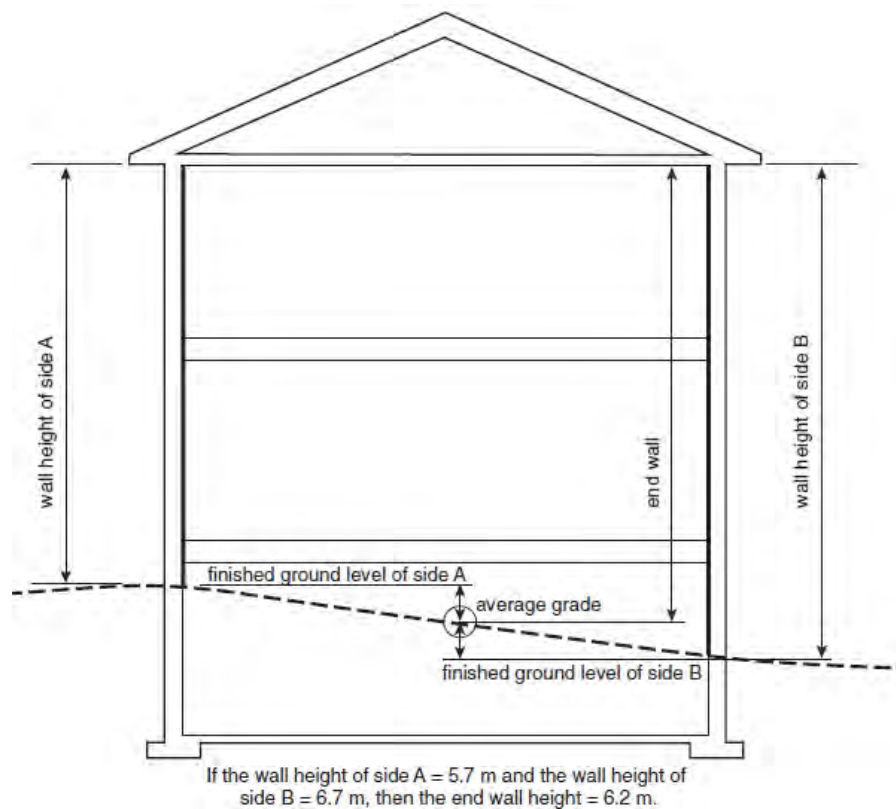 wall height of side A
end wall
wall height of side B
finished ground level of side A
average grade
finished ground level of side B
If the wall height of side A = 5.7 m and the wall height of
side B = 6.7 m, then the end wall height = 6.2 m.